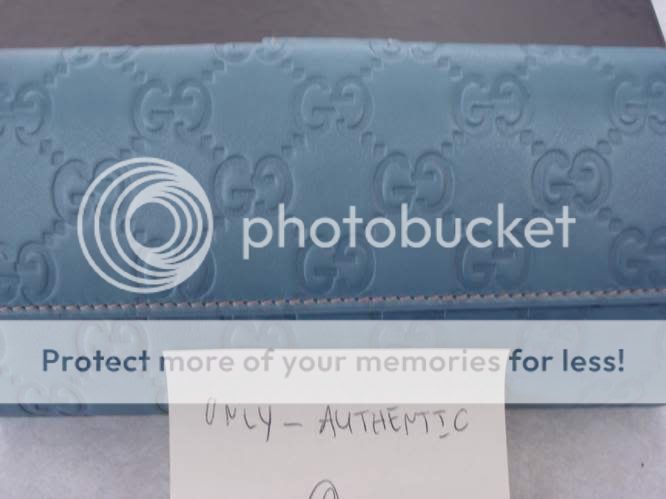 photobucket
Protect more of your memories for less!
ONLY - AUTHENTIC